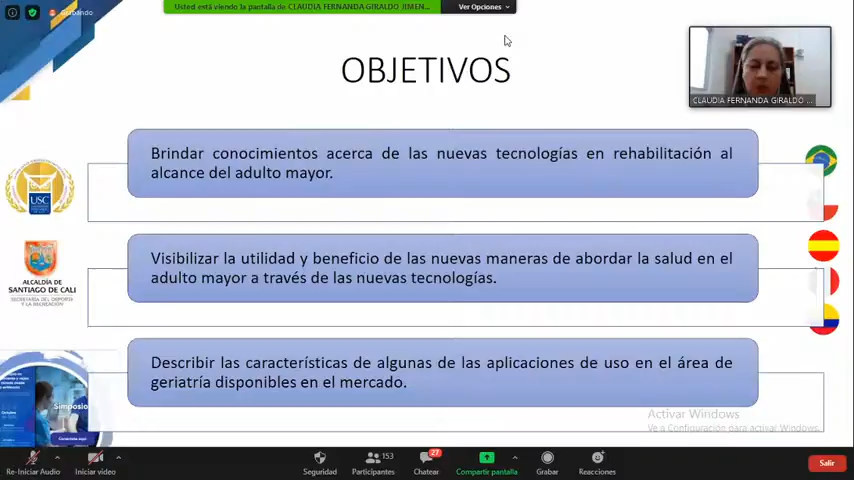 Grabando
Usted está viendo la pantalla de CLAUDIA FERNANDA GIRALDO JIMEN...
Ver Opciones
OBJETIVOS
CLAUDIA FERNANDA GIRALDO ...
Brindar conocimientos acerca de las nuevas tecnologías en rehabilitación al
alcance del adulto mayor.
USC
Visibilizar la utilidad y beneficio de las nuevas maneras de abordar la salud en el
adulto mayor a través de las nuevas tecnologías.
ALCALDÍA DE
SANTIAGO DE CALI
SECRETARÍA DEL DEPORTE
Y LA RECREACIÓN
Describir las características de algunas de las aplicaciones de uso en el área de
geriatría disponibles en el mercado.
Simposio
Activar Windows
Ve a Configuración para activar Windows.
Re-Iniciar Audio
Iniciar video
Seguridad
153
Participantes
27
Chatear
Compartir pantalla
Grabar
Reacciones
Salir